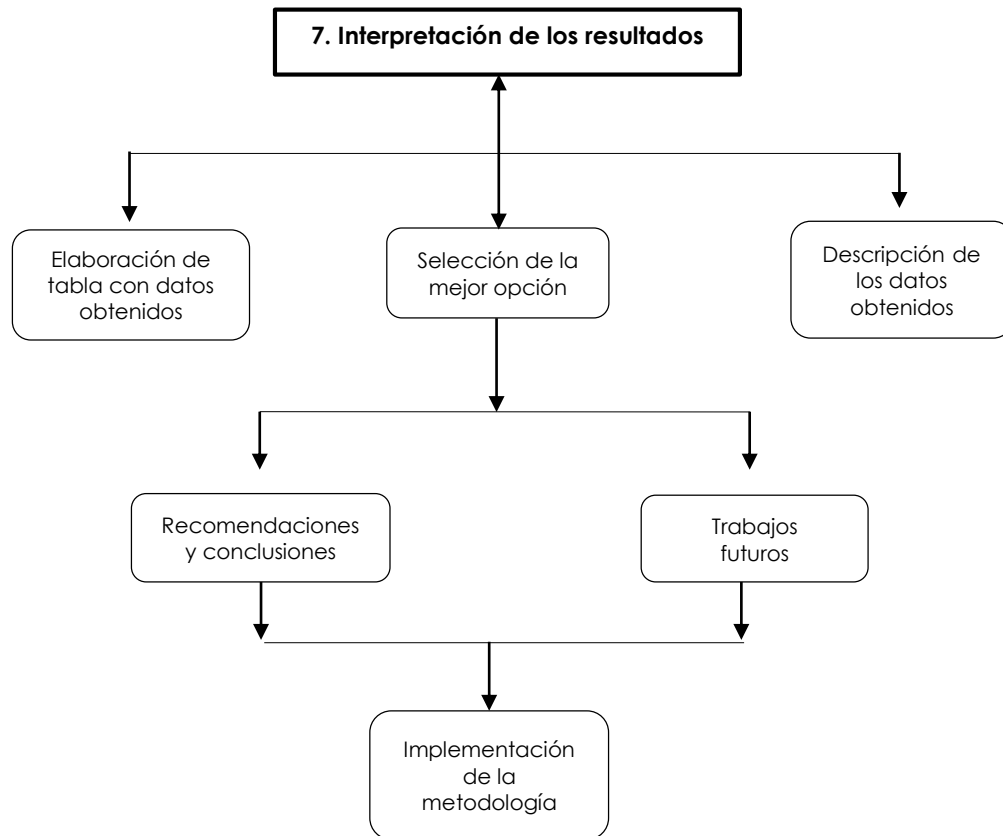 7. Interpretación de los resultados
Elaboración de
tabla con datos
obtenidos
Selección de la
mejor opción
Descripción de
los datos
obtenidos
Recomendaciones
y conclusiones
Trabajos
futuros
Implementación
de la
metodología